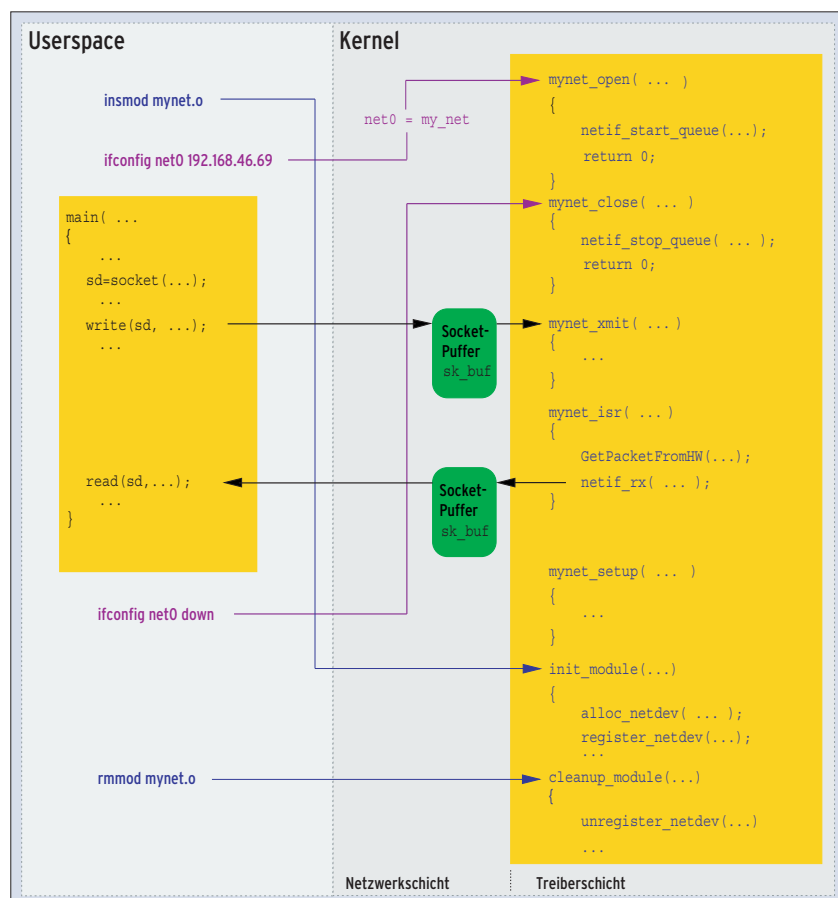 Userspace
insmod mynet.o
ifconfig net0 192.168.46.69
main( ...
{
...
sd=socket(...);
...
write(sd, ...);
...
read(sd,...);
...
}
ifconfig net0 down
rmmod mynet.o
Kernel
net0 = my_net
Socket-
Puffer
sk_buf
Socket-
Puffer
sk_buf
mynet_open( ... )
{
netif_start_queue(...);
return 0;
}
mynet_close( ... )
{
netif_stop_queue( ... );
return 0;
}
mynet_xmit( ... )
{
...
}
mynet_isr( ... )
{
GetPacketFromHW(...);
netif_rx( ... );
}
mynet_setup( ... )
{
...
}
init_module(...)
{
alloc_netdev( ... );
register_netdev(...);
...
cleanup_module(...)
{
unregister_netdev(...)
...
Netzwerkschicht
Treiberschicht